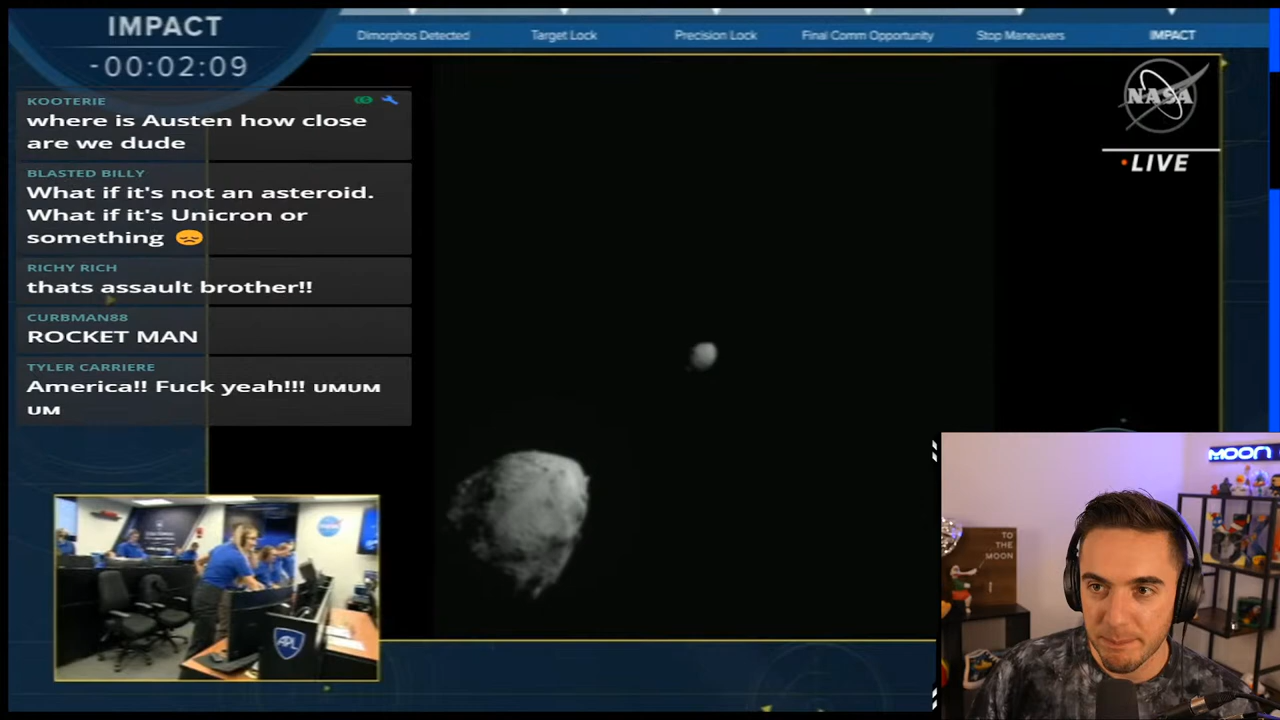 IMPACT
-00:02:09
Dimorphos Detected
Target Lock
Precision Lock
Final Comm Opportunity
Stop Maneuvers
IMPACT
NASA
LIVE
KOOTERIE
where is Austen how close
are we dude
BLASTED BILLY
What if it's not an asteroid.
What if it's Unicron or
something 😞
RICHY RICH
thats assault brother!!
CURBMAN88
ROCKET MAN
TYLER CARRIERE
America!! Fuck yeah!!! ᴜᴍᴜᴍ
ᴜᴍ
APL
MOON
TO
THE
MOON